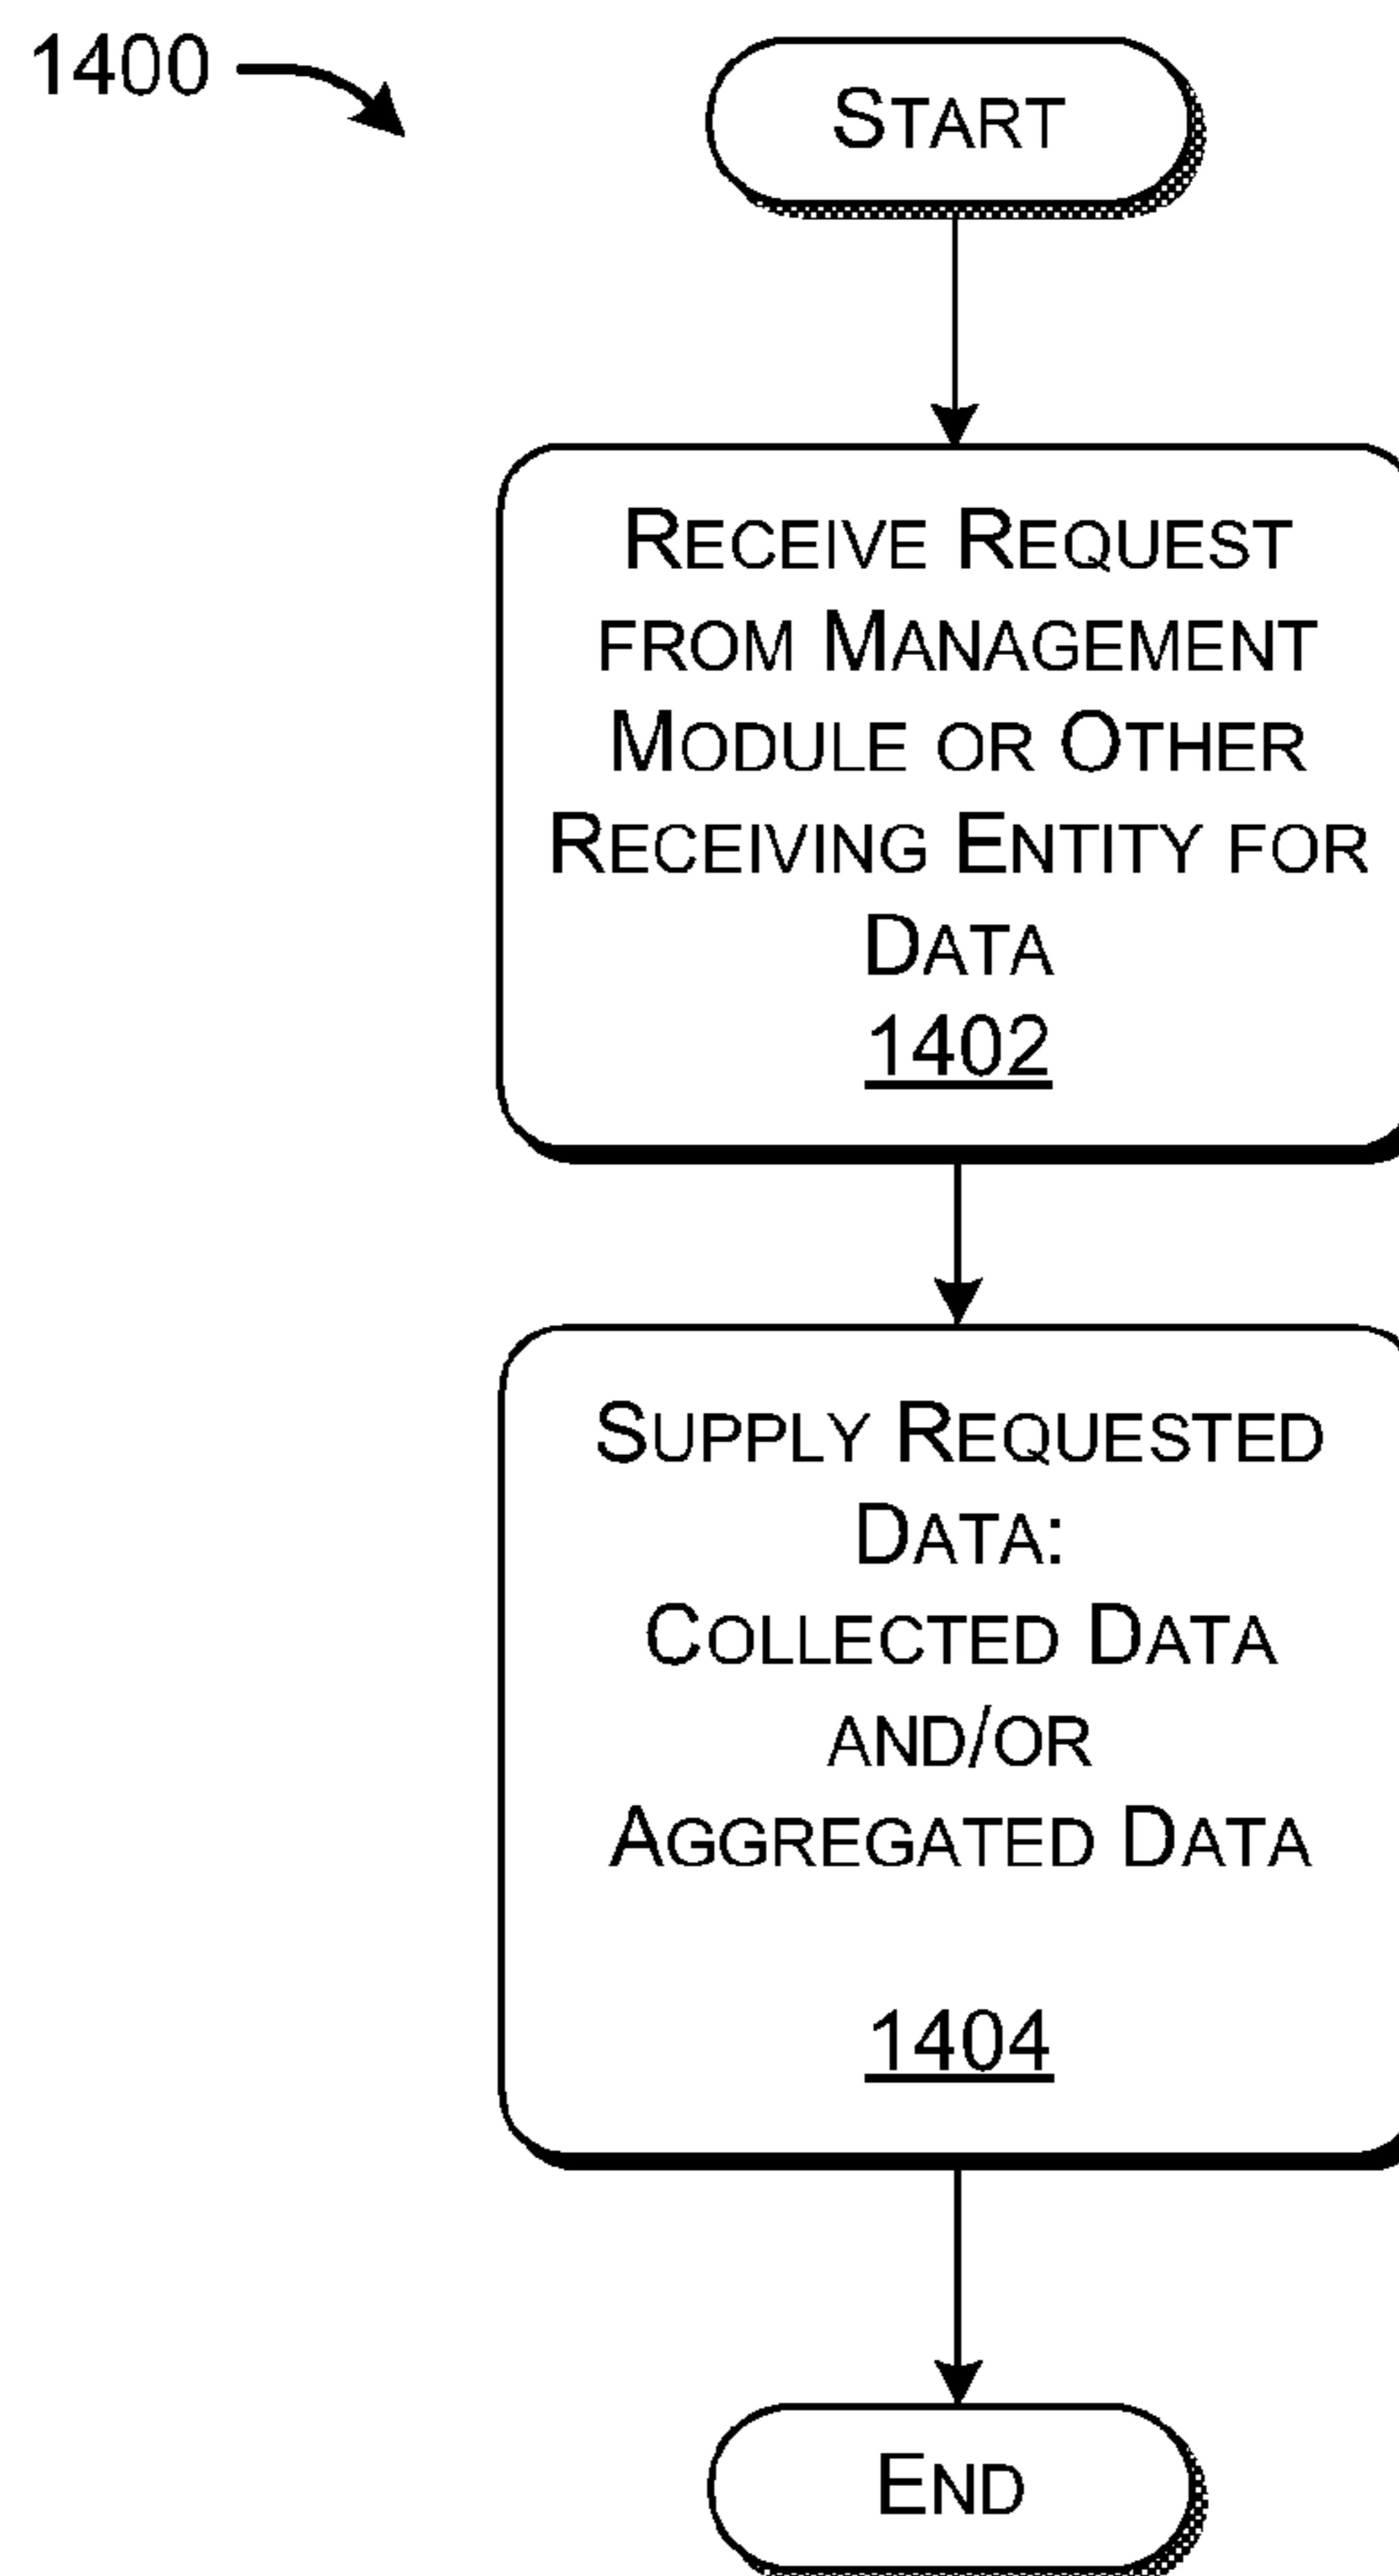 1400
START
RECEIVE REQUEST
FROM MANAGEMENT
MODULE OR OTHER
RECEIVING ENTITY FOR
DATA
1402
SUPPLY REQUESTED
DATA:
COLLECTED DATA
AND/OR
AGGREGATED DATA
1404
END